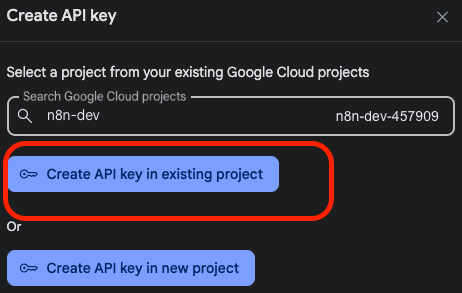 Create API key
Select a project from your existing Google Cloud projects
Search Google Cloud projects
n8n-dev n8n-dev-457909
Create API key in existing project
Or
Create API key in new project